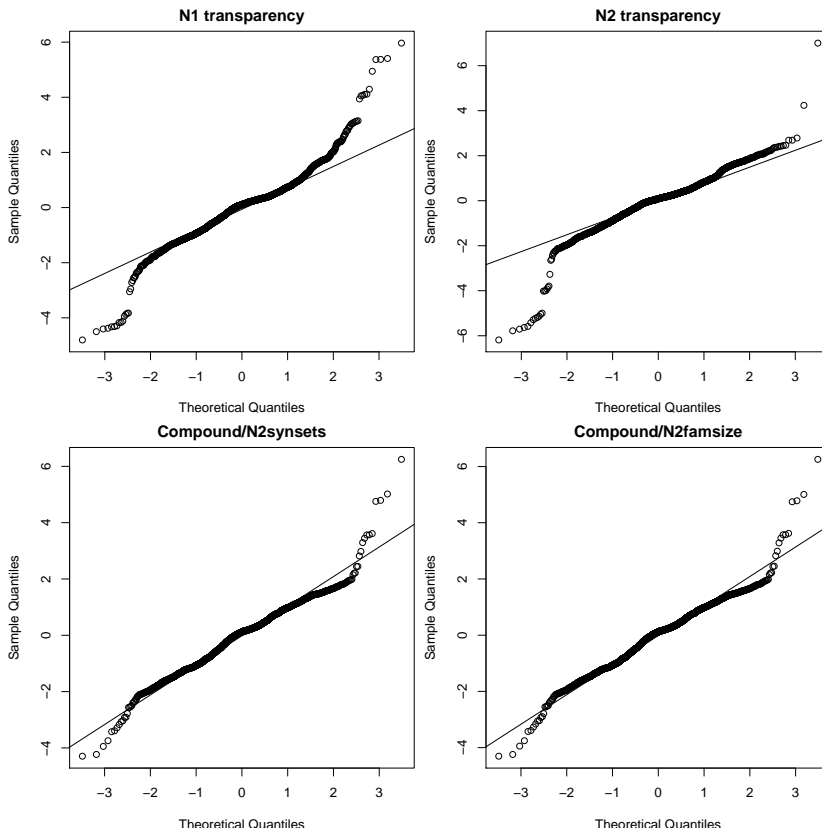 N1 transparency
Sample Quantiles
−4
−2
0
2
4
6
−3 −2 −1 0 1 2 3
Theoretical Quantiles
N2 transparency
Sample Quantiles
−6
−4
−2
0
2
4
6
−3 −2 −1 0 1 2 3
Theoretical Quantiles
Compound/N2synsets
Sample Quantiles
−4
−2
0
2
4
6
−3 −2 −1 0 1 2 3
Theoretical Quantiles
Compound/N2famsize
Sample Quantiles
−4
−2
0
2
4
6
−3 −2 −1 0 1 2 3
Theoretical Quantiles